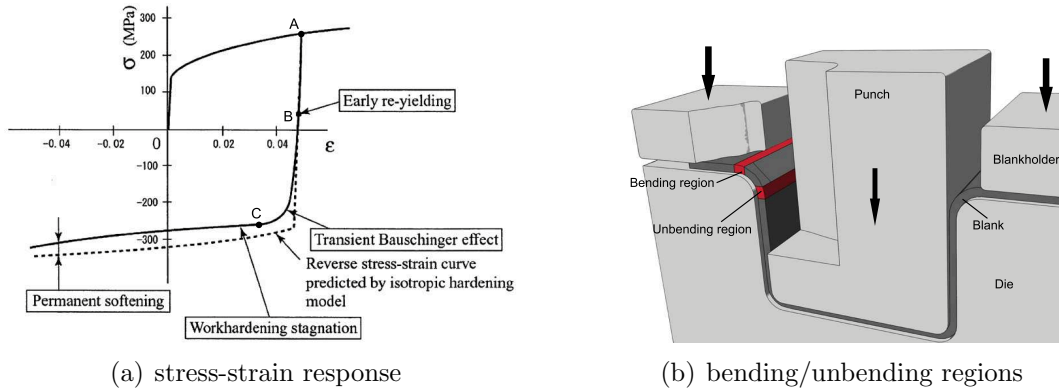 σ (MPa)
300
200
100
0
-100
-200
-300
-0.04
-0.02
0.02
0.04
ε
A
B
C
Early re-yielding
Transient Bauschinger effect
Reverse stress-strain curve
predicted by isotropic hardening
model
Permanent softening
Workhardening stagnation
(a) stress-strain response
Punch
Blankholder
Bending region
Unbending region
Blank
Die
(b) bending/unbending regions